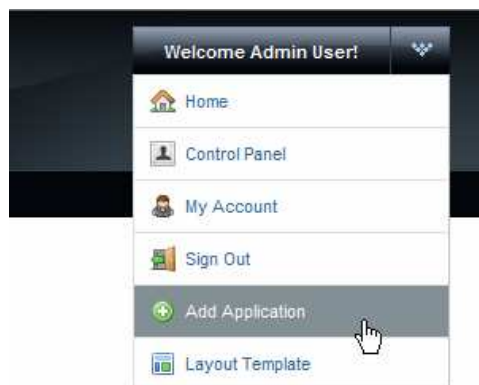 Welcome Admin User!
Home
Control Panel
My Account
Sign Out
Add Application
Layout Template